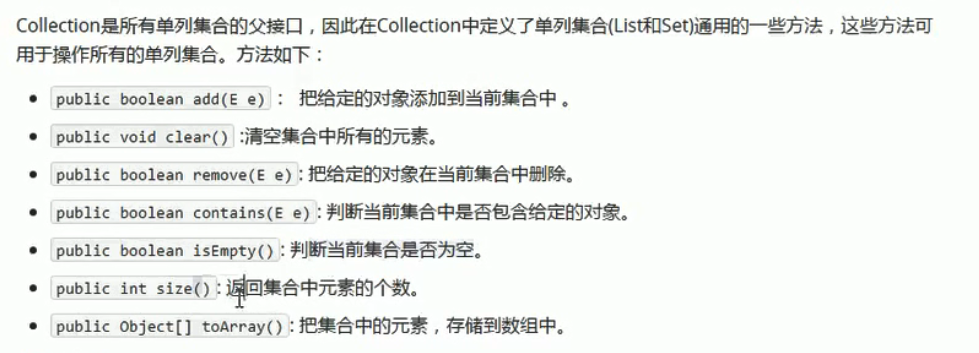 Collection是所有单列集合的父接口，因此在Collection中定义了单列集合(List和Set)通用的一些方法，这些方法可
用于操作所有的单列集合。方法如下：
• public boolean add(E e) ： 把给定的对象添加到当前集合中 。
• public void clear() :清空集合中所有的元素。
• public boolean remove(E e) : 把给定的对象在当前集合中删除。
• public boolean contains(E e) : 判断当前集合中是否包含给定的对象。
• public boolean isEmpty() : 判断当前集合是否为空。
• public int size() : 返回集合中元素的个数。
• public Object[] toArray() : 把集合中的元素，存储到数组中。